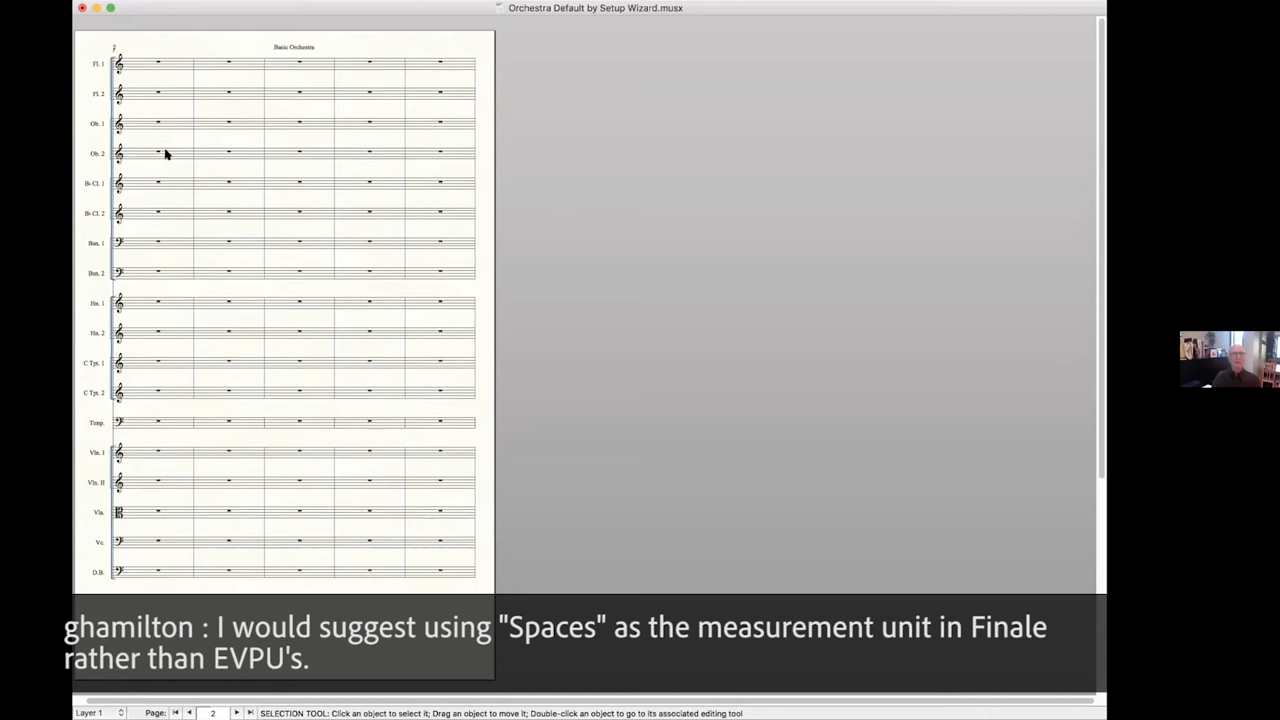 Orchestra Default by Setup Wizard.musx
2
Basic Orchestra
Fl. 1
Fl. 2
Ob. 1
Ob. 2
B♭ Cl. 1
B♭ Cl. 2
Bsn. 1
Bsn. 2
Hn. 1
Hn. 2
C Tpt. 1
C Tpt. 2
Timp.
Vln. I
Vln. II
Vla.
Vc.
D.B.
ghamilton : I would suggest using "Spaces" as the measurement unit in Finale
rather than EVPU's.
Layer 1 Page: 2 SELECTION TOOL: Click an object to select it; Drag an object to move it; Double-click an object to go to its associated editing tool